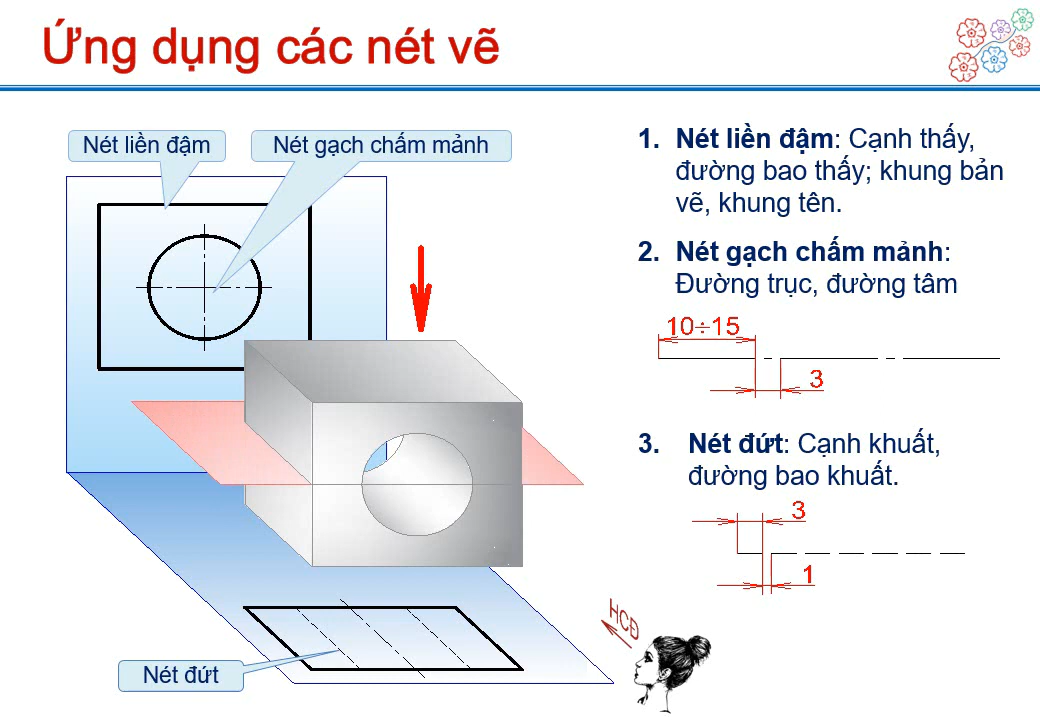 Ứng dụng các nét vẽ
Nét liền đậm
Nét gạch chấm mảnh
1. Nét liền đậm: Cạnh thấy,
đường bao thấy; khung bản
vẽ, khung tên.
2. Nét gạch chấm mảnh:
Đường trục, đường tâm
10÷15
3
3. Nét đứt: Cạnh khuất,
đường bao khuất.
3
1
HCĐ
Nét đứt